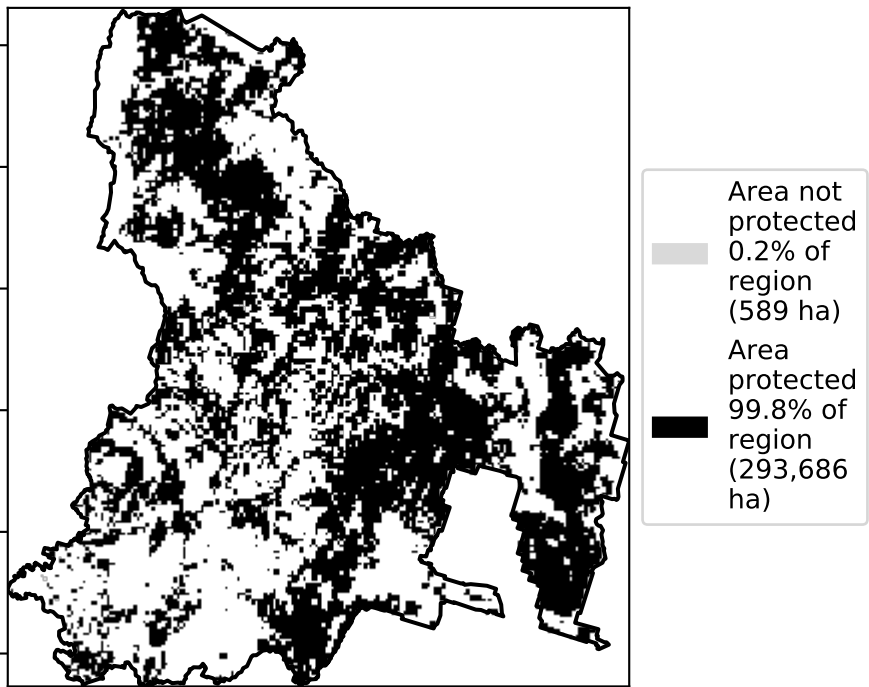 Area not
protected
0.2% of
region
(589 ha)
Area
protected
99.8% of
region
(293,686
ha)